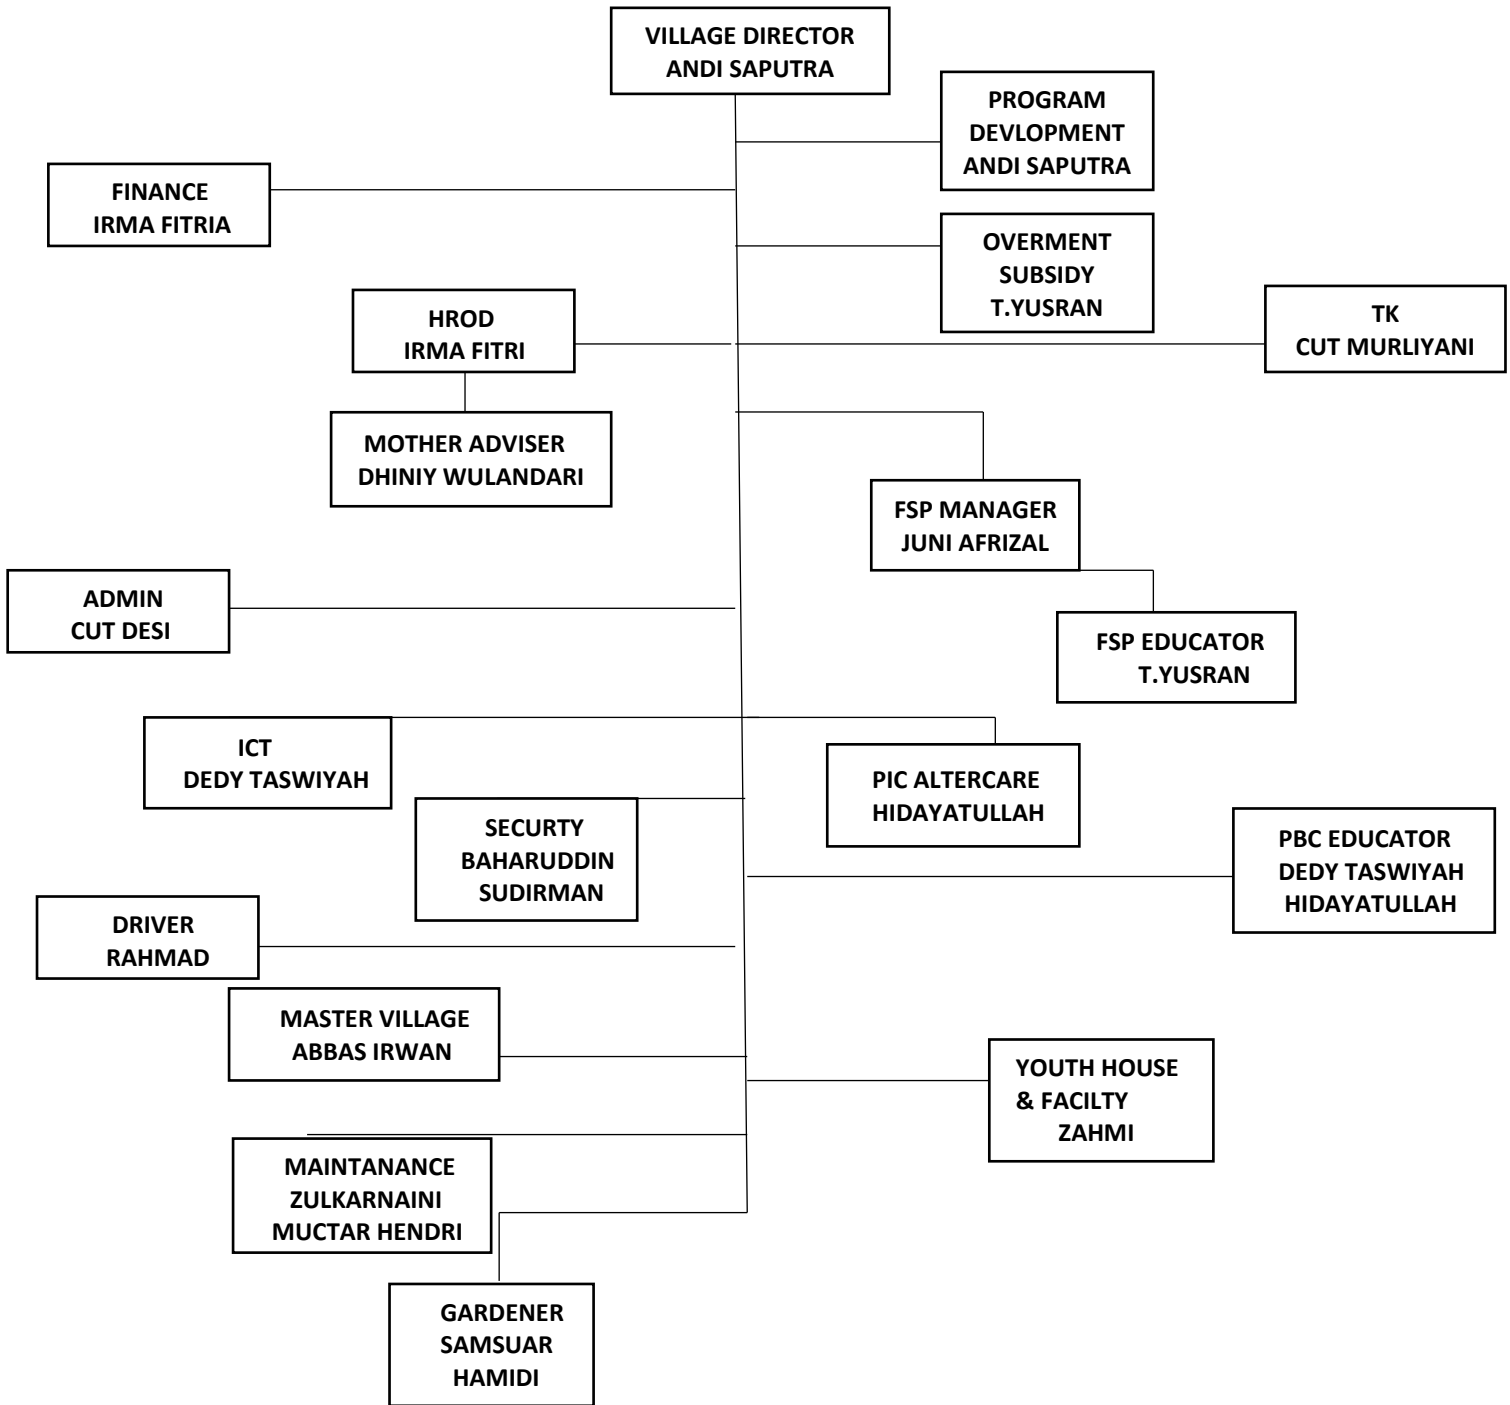 VILLAGE DIRECTOR
ANDI SAPUTRA
PROGRAM
DEVLOPMENT
ANDI SAPUTRA
FINANCE
IRMA FITRIA
OVERMENT
SUBSIDY
T.YUSRAN
HROD
IRMA FITRI
TK
CUT MURLIYANI
MOTHER ADVISER
DHINIY WULANDARI
FSP MANAGER
JUNI AFRIZAL
ADMIN
CUT DESI
FSP EDUCATOR
T.YUSRAN
ICT
DEDY TASWIYAH
PIC ALTERCARE
HIDAYATULLAH
SECURTY
BAHARUDDIN
SUDIRMAN
PBC EDUCATOR
DEDY TASWIYAH
HIDAYATULLAH
DRIVER
RAHMAD
MASTER VILLAGE
ABBAS IRWAN
YOUTH HOUSE
& FACILTY
ZAHMI
MAINTANANCE
ZULKARNAINI
MUCTAR HENDRI
GARDENER
SAMSUAR
HAMIDI